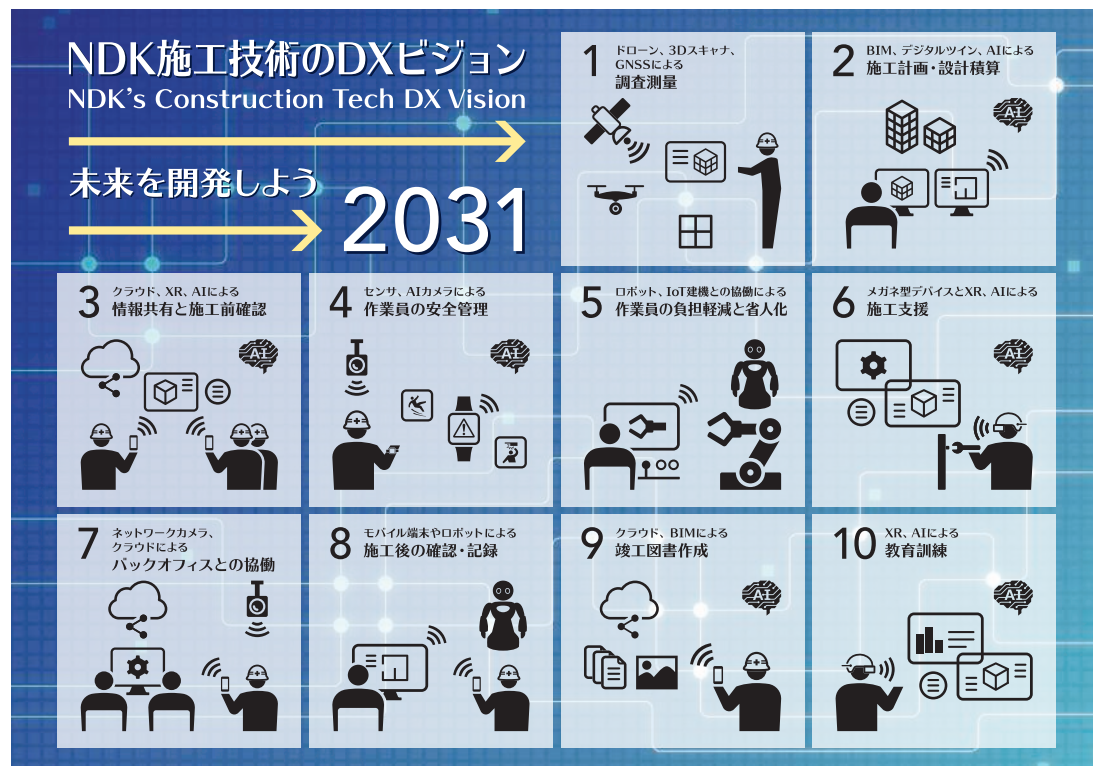 NDK施工技術のDXビジョン
NDK's Construction Tech DX Vision
未来を開発しよう
2031
1
ドローン、3Dスキャナ、
GNSSによる
調査測量
2
BIM、デジタルツイン、AIによる
施工計画・設計積算
AI
3
クラウド、XR、AIによる
情報共有と施工前確認
AI
4
センサ、AIカメラによる
作業員の安全管理
AI
5
ロボット、IoT建機との協働による
作業員の負担軽減と省人化
6
メガネ型デバイスとXR、AIによる
施工支援
AI
7
ネットワークカメラ、
クラウドによる
バックオフィスとの協働
8
モバイル端末やロボットによる
施工後の確認・記録
9
クラウド、BIMによる
竣工図書作成
AI
10
XR、AIによる
教育訓練
AI